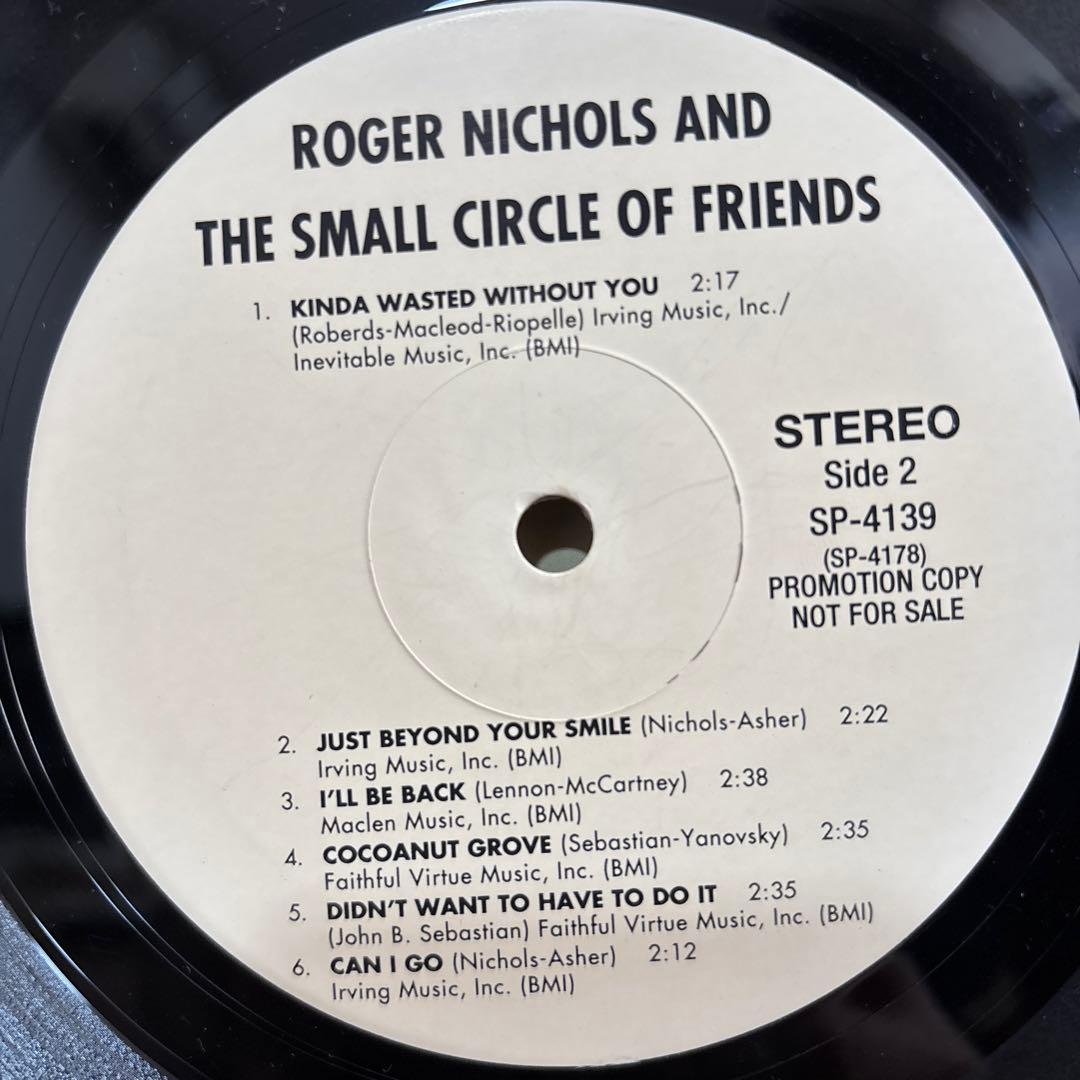 ROGER NICHOLS AND
THE SMALL CIRCLE OF FRIENDS
1. KINDA WASTED WITHOUT YOU 2:17
(Roberds-Macleod-Riopelle) Irving Music, Inc./
Inevitable Music, Inc. (BMI)
STEREO
Side 2
SP-4139
(SP-4178)
PROMOTION COPY
NOT FOR SALE
2. JUST BEYOND YOUR SMILE (Nichols-Asher) 2:22
Irving Music, Inc. (BMI)
3. I'LL BE BACK (Lennon-McCartney) 2:38
Maclen Music, Inc. (BMI)
4. COCOANUT GROVE (Sebastian-Yanovsky) 2:35
Faithful Virtue Music, Inc. (BMI)
5. DIDN'T WANT TO HAVE TO DO IT 2:35
(John B. Sebastian) Faithful Virtue Music, Inc. (BMI)
6. CAN I GO (Nichols-Asher) 2:12
Irving Music, Inc. (BMI)